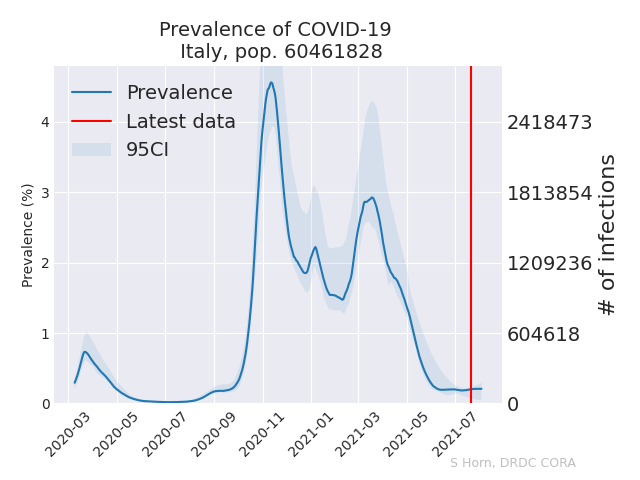 Prevalence of COVID-19
Italy, pop. 60461828
Prevalence
Latest data
95CI
Prevalence (%)
4
3
2
1
0
2418473
1813854
1209236
604618
0
# of infections
2020-03
2020-05
2020-07
2020-09
2020-11
2021-01
2021-03
2021-05
2021-07
S Horn, DRDC CORA